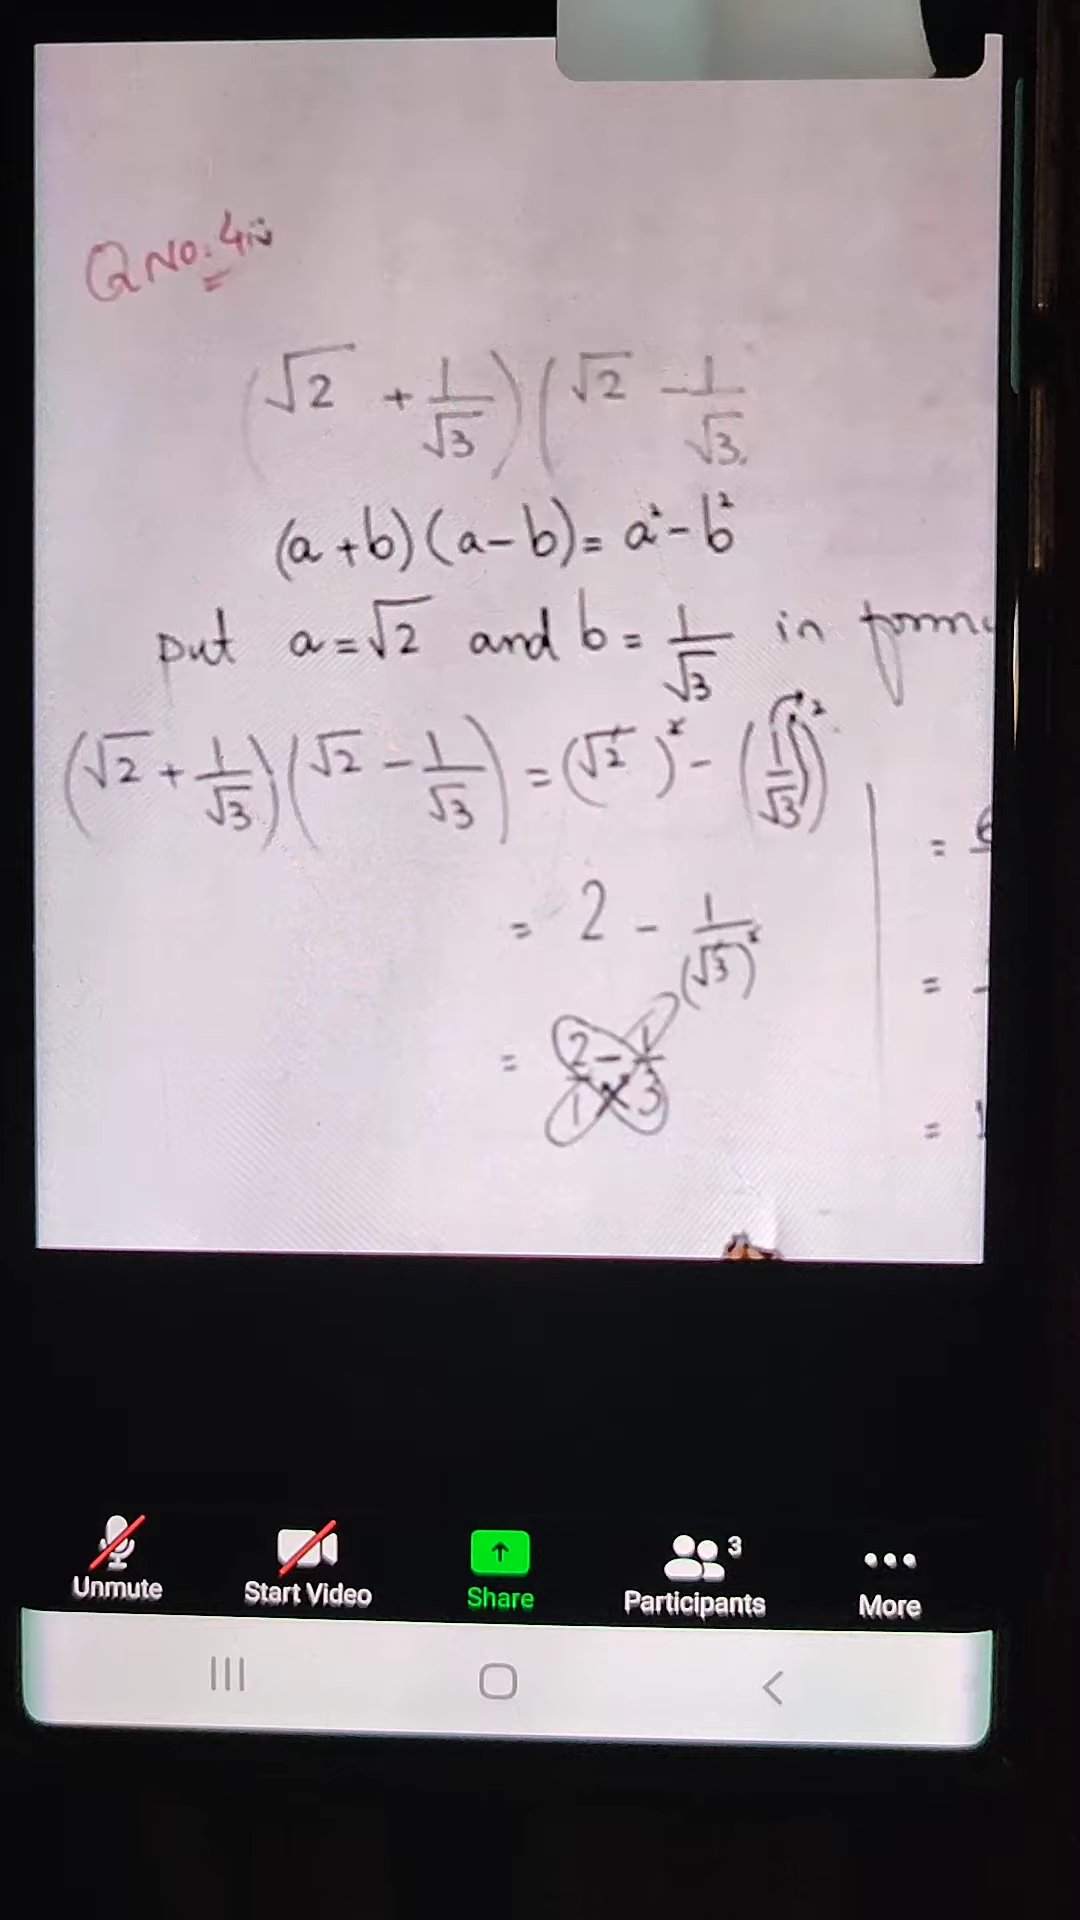 Q No: 4
(√2 + 1/√3) (√2 - 1/√3
(a + b) (a - b) = a² - b²
put a = √2 and b = 1/√3 in
(√2 + 1/√3) (√2 - 1/√3) = (√2)² - (1/√3)²
= 2 - 1/(√3)²
= 2/1 - 1/3
=
=
=
Unmute
Start Video
Share
Participants 3
More